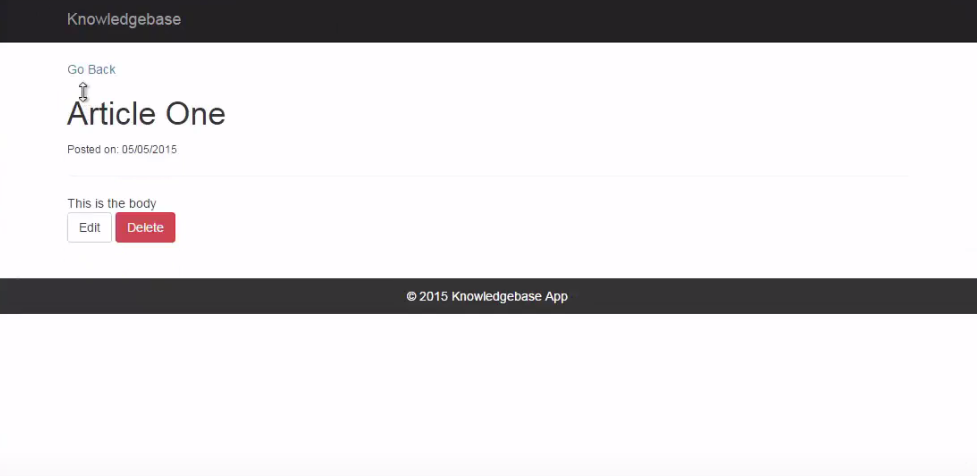 Knowledgebase
Go Back
Article One
Posted on: 05/05/2015
This is the body
Edit Delete
© 2015 Knowledgebase App